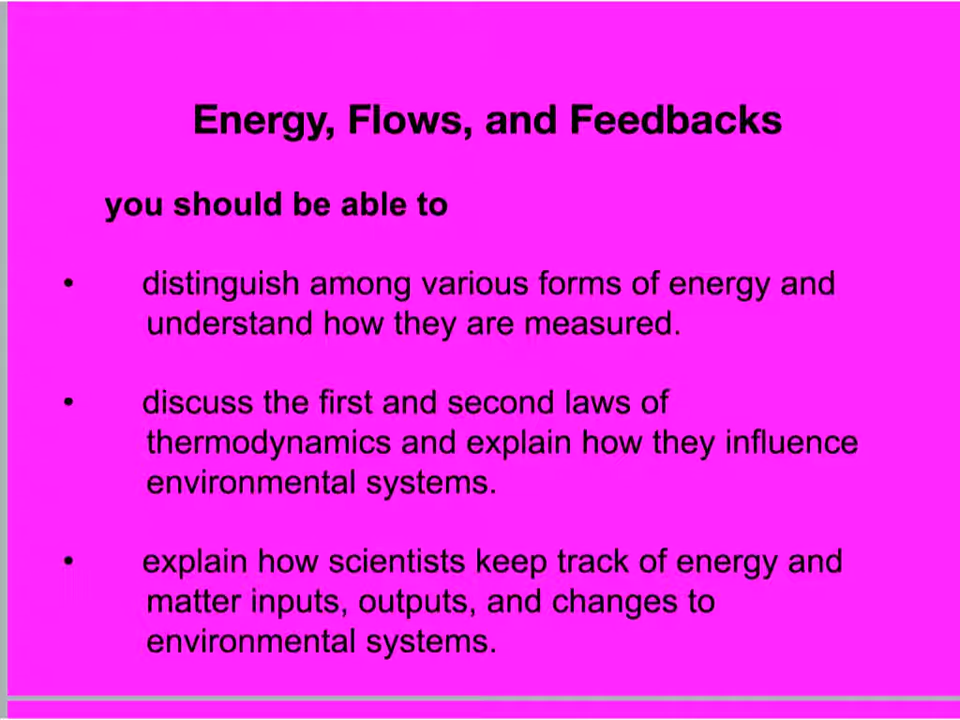 Energy, Flows, and Feedbacks
you should be able to
• distinguish among various forms of energy and
understand how they are measured.
• discuss the first and second laws of
thermodynamics and explain how they influence
environmental systems.
• explain how scientists keep track of energy and
matter inputs, outputs, and changes to
environmental systems.